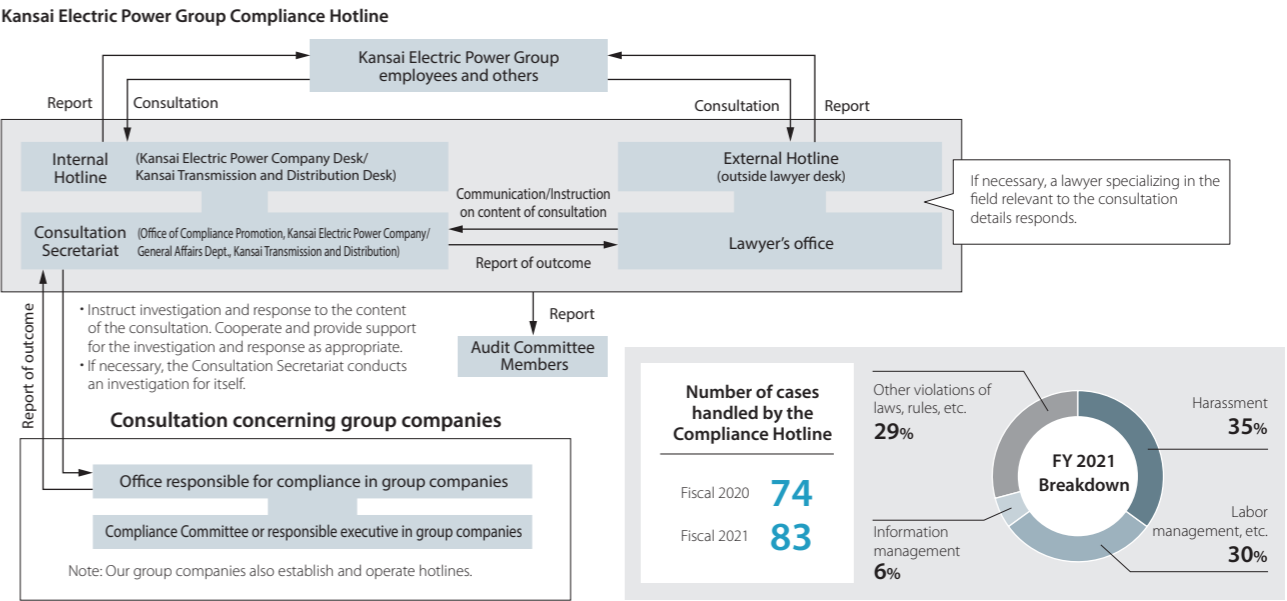 Kansai Electric Power Group Compliance Hotline
Kansai Electric Power Group
employees and others
Report
Consultation
Consultation
Report
Internal
Hotline
(Kansai Electric Power Company Desk/
Kansai Transmission and Distribution Desk)
External Hotline
(outside lawyer desk)
Communication/Instruction
on content of consultation
If necessary, a lawyer specializing in the
field relevant to the consultation
details responds.
Consultation
Secretariat
(Office of Compliance Promotion, Kansai Electric Power Company/
General Affairs Dept., Kansai Transmission and Distribution)
Lawyer's office
Report of outcome
Report of outcome
• Instruct investigation and response to the content
of the consultation. Cooperate and provide support
for the investigation and response as appropriate.
• If necessary, the Consultation Secretariat conducts
an investigation for itself.
Report
Audit Committee
Members
Consultation concerning group companies
Office responsible for compliance in group companies
Compliance Committee or responsible executive in group companies
Note: Our group companies also establish and operate hotlines.
Number of cases
handled by the
Compliance Hotline
Fiscal 2020 74
Fiscal 2021 83
Other violations of
laws, rules, etc.
29%
Harassment
35%
FY 2021
Breakdown
Information
management
6%
Labor
management, etc.
30%